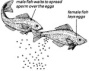 male fish waits to spread
sperm over the eggs
female fish
lays eggs